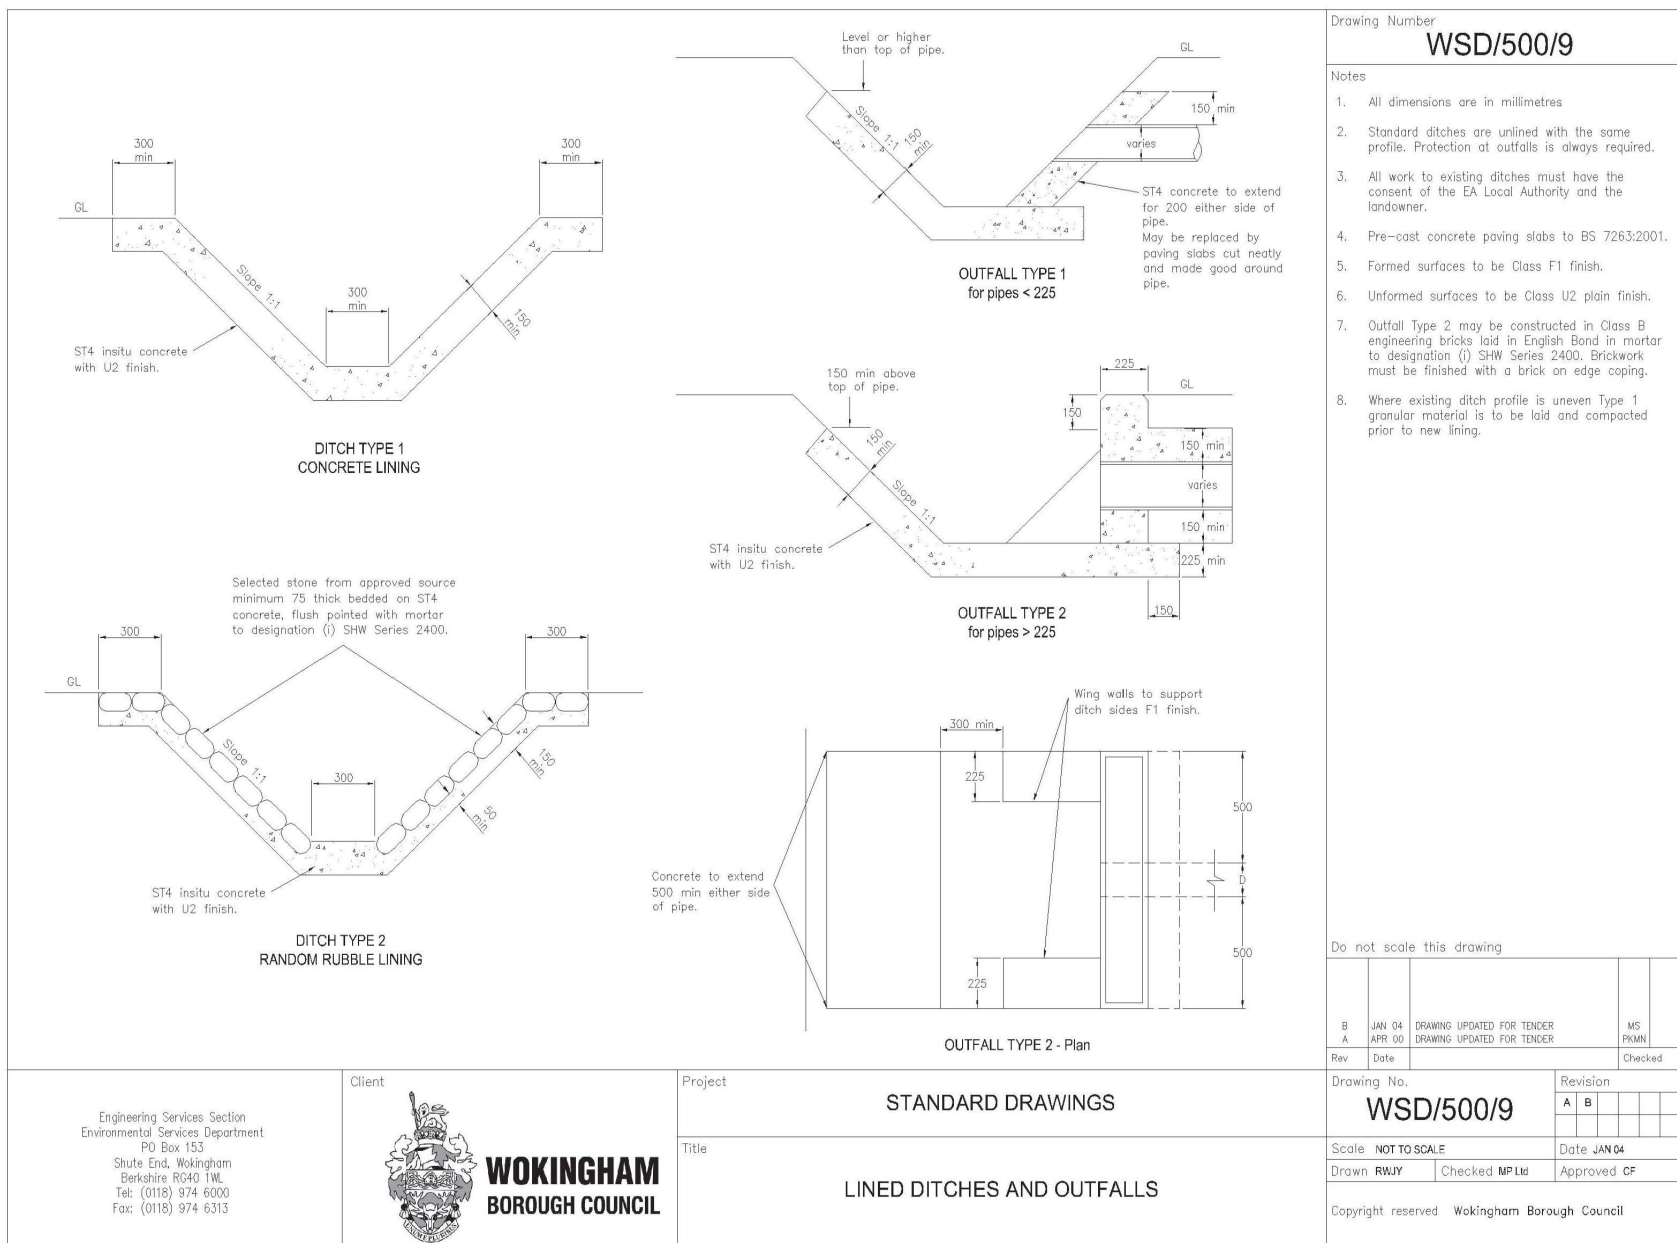 300
min
300
min
GL
Slope 1:1
300
min
150
min
ST4 insitu concrete
with U2 finish.
DITCH TYPE 1
CONCRETE LINING
Selected stone from approved source
minimum 75 thick bedded on ST4
concrete, flush pointed with mortar
to designation (i) SHW Series 2400.
300
300
GL
Slope 1:1
300
150
min
50
min
ST4 insitu concrete
with U2 finish.
DITCH TYPE 2
RANDOM RUBBLE LINING
Level or higher
than top of pipe.
GL
Slope 1:1
150
min
150 min
varies
ST4 concrete to extend
for 200 either side of
pipe.
May be replaced by
paving slabs cut neatly
and made good around
pipe.
OUTFALL TYPE 1
for pipes < 225
150 min above
top of pipe.
225
GL
150
150
min
Slope 1:1
150 min
varies
150 min
225 min
150
ST4 insitu concrete
with U2 finish.
OUTFALL TYPE 2
for pipes > 225
Wing walls to support
ditch sides F1 finish.
300 min
225
500
D
Concrete to extend
500 min either side
of pipe.
500
225
OUTFALL TYPE 2 - Plan
Drawing Number
WSD/500/9
Notes
1. All dimensions are in millimetres
2. Standard ditches are unlined with the same
profile. Protection at outfalls is always required.
3. All work to existing ditches must have the
consent of the EA Local Authority and the
landowner.
4. Pre-cast concrete paving slabs to BS 7263:2001.
5. Formed surfaces to be Class F1 finish.
6. Unformed surfaces to be Class U2 plain finish.
7. Outfall Type 2 may be constructed in Class B
engineering bricks laid in English Bond in mortar
to designation (i) SHW Series 2400. Brickwork
must be finished with a brick on edge coping.
8. Where existing ditch profile is uneven Type 1
granular material is to be laid and compacted
prior to new lining.
Do not scale this drawing
B JAN 04 DRAWING UPDATED FOR TENDER MS
A APR 00 DRAWING UPDATED FOR TENDER PKMN
Rev Date Checked
Engineering Services Section
Environmental Services Department
PO Box 153
Shute End, Wokingham
Berkshire RG40 1WL
Tel: (0118) 974 6000
Fax: (0118) 974 6313
Client
E UNUM E PLURIBUS
WOKINGHAM
BOROUGH COUNCIL
Project
STANDARD DRAWINGS
Title
LINED DITCHES AND OUTFALLS
Drawing No.
WSD/500/9
Revision
A B
Scale NOT TO SCALE
Date JAN 04
Drawn RWJY
Checked MP Ltd
Approved CF
Copyright reserved Wokingham Borough Council